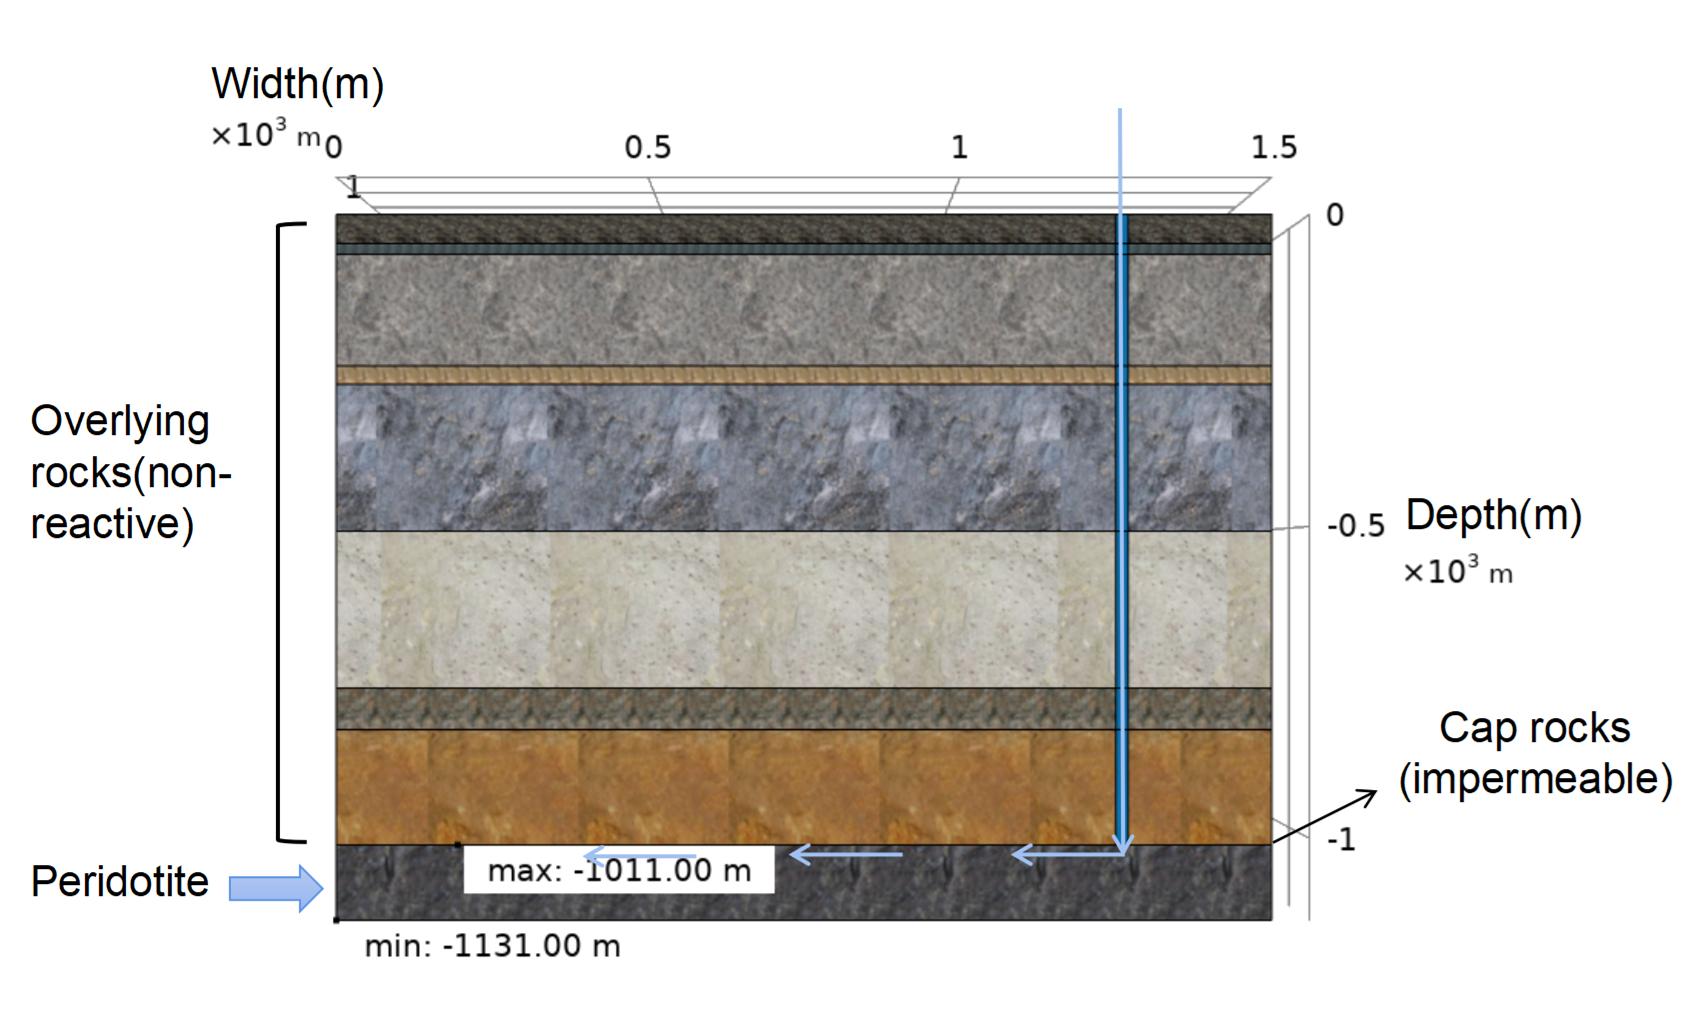 Width(m)
×10³ m
0 0.5 1 1.5
1
0
Overlying
rocks(non-
reactive)
-0.5
Depth(m)
×10³ m
Cap rocks
(impermeable)
-1
Peridotite
max: -1011.00 m
min: -1131.00 m